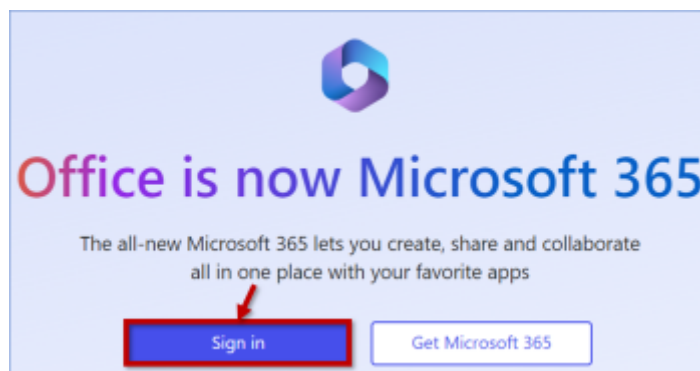 Office is now Microsoft 365
The all-new Microsoft 365 lets you create, share and collaborate
all in one place with your favorite apps
Sign in
Get Microsoft 365